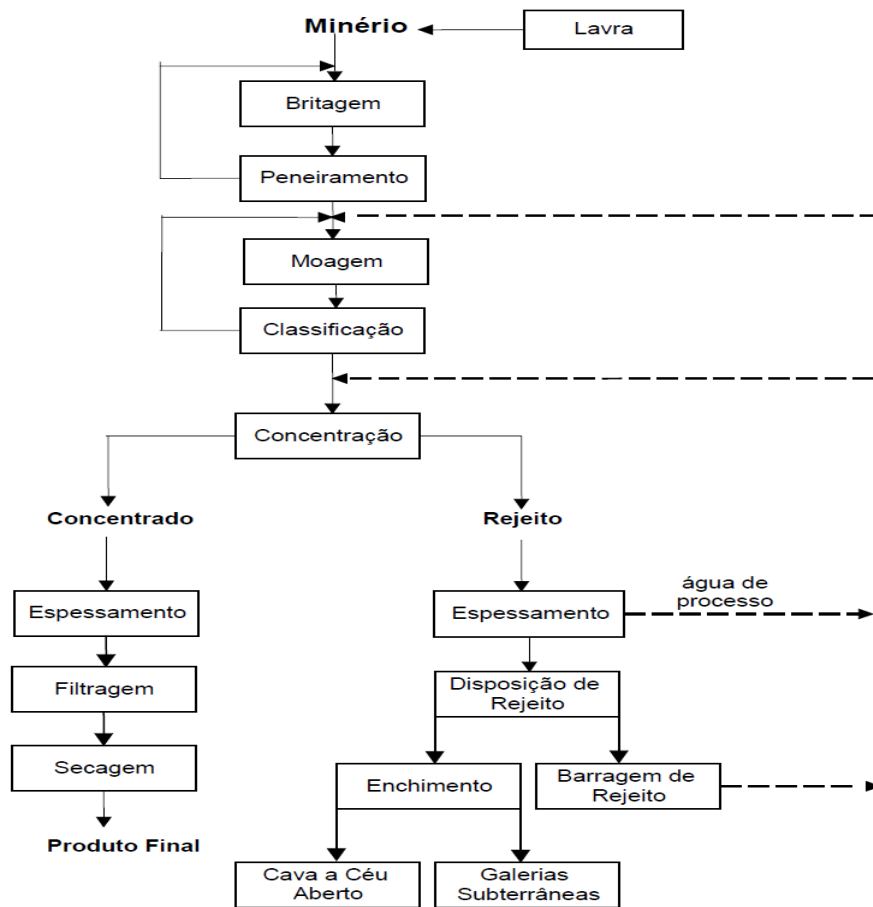 Minério
Lavra
Britagem
Peneiramento
Moagem
Classificação
Concentração
Concentrado
Rejeito
Espessamento
Espessamento
água de
processo
Filtragem
Disposição de
Rejeito
Secagem
Enchimento
Barragem de
Rejeito
Produto Final
Cava a Céu
Aberto
Galerias
Subterrâneas